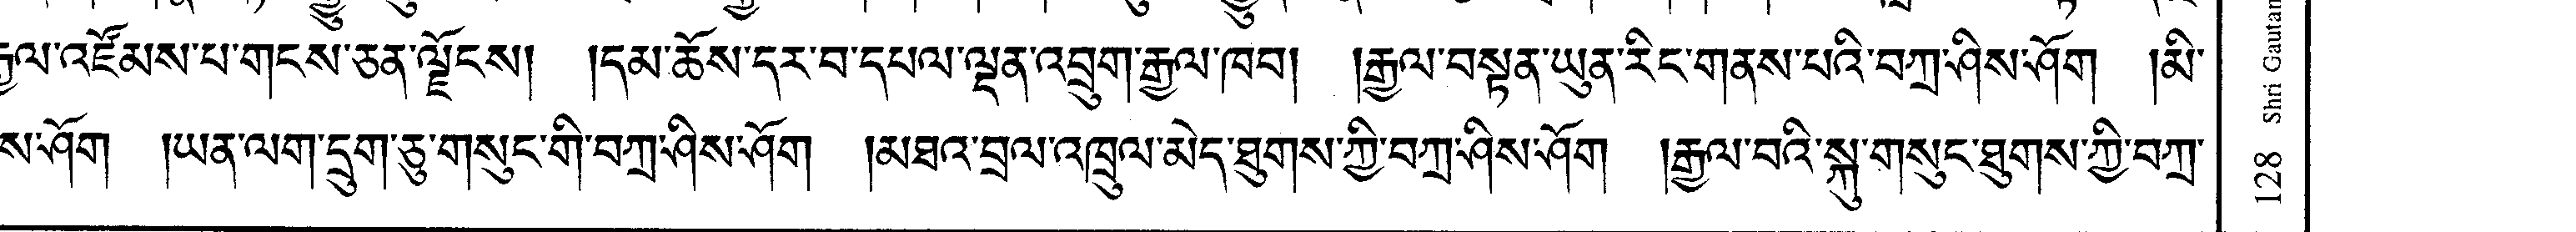 རྒྱལ་འཛོམས་པ་གངས་ཅན་ལྗོངས། །དམ་ཆོས་དར་བ་དཔལ་ལྡན་འབྲུག་རྒྱལ་ཁབ། །རྒྱལ་བསྟན་ཡུན་རིང་གནས་པའི་བཀྲ་ཤིས་ཤོག །མི་
ས་ཤོག །ཡན་ལག་དྲུག་ཅུ་གསུང་གི་བཀྲ་ཤིས་ཤོག །མཐའ་བྲལ་འཁྲུལ་མེད་ཐུགས་ཀྱི་བཀྲ་ཤིས་ཤོག །རྒྱལ་བའི་སྐུ་གསུང་ཐུགས་ཀྱི་བཀྲ་
128 Shri Gautam